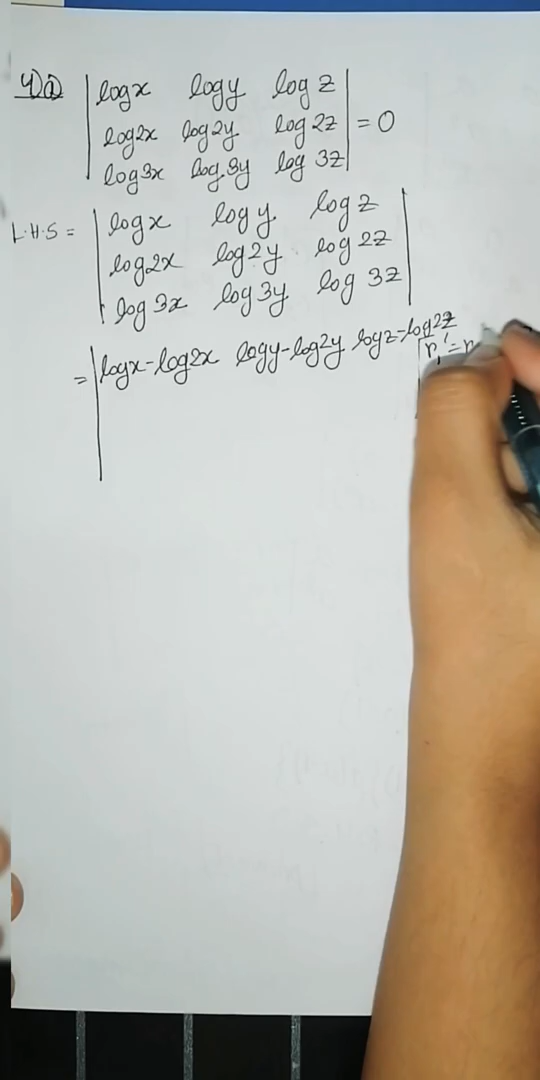 4) a) | log x log y log z |
| log 2x log 2y log 2z | = 0
| log 3x log 3y log 3z |
L.H.S = | log x log y log z |
| log 2x log 2y log 2z |
| log 3x log 3y log 3z |
= | log x - log 2x log y - log 2y log z - log 2z
[r₁' = r